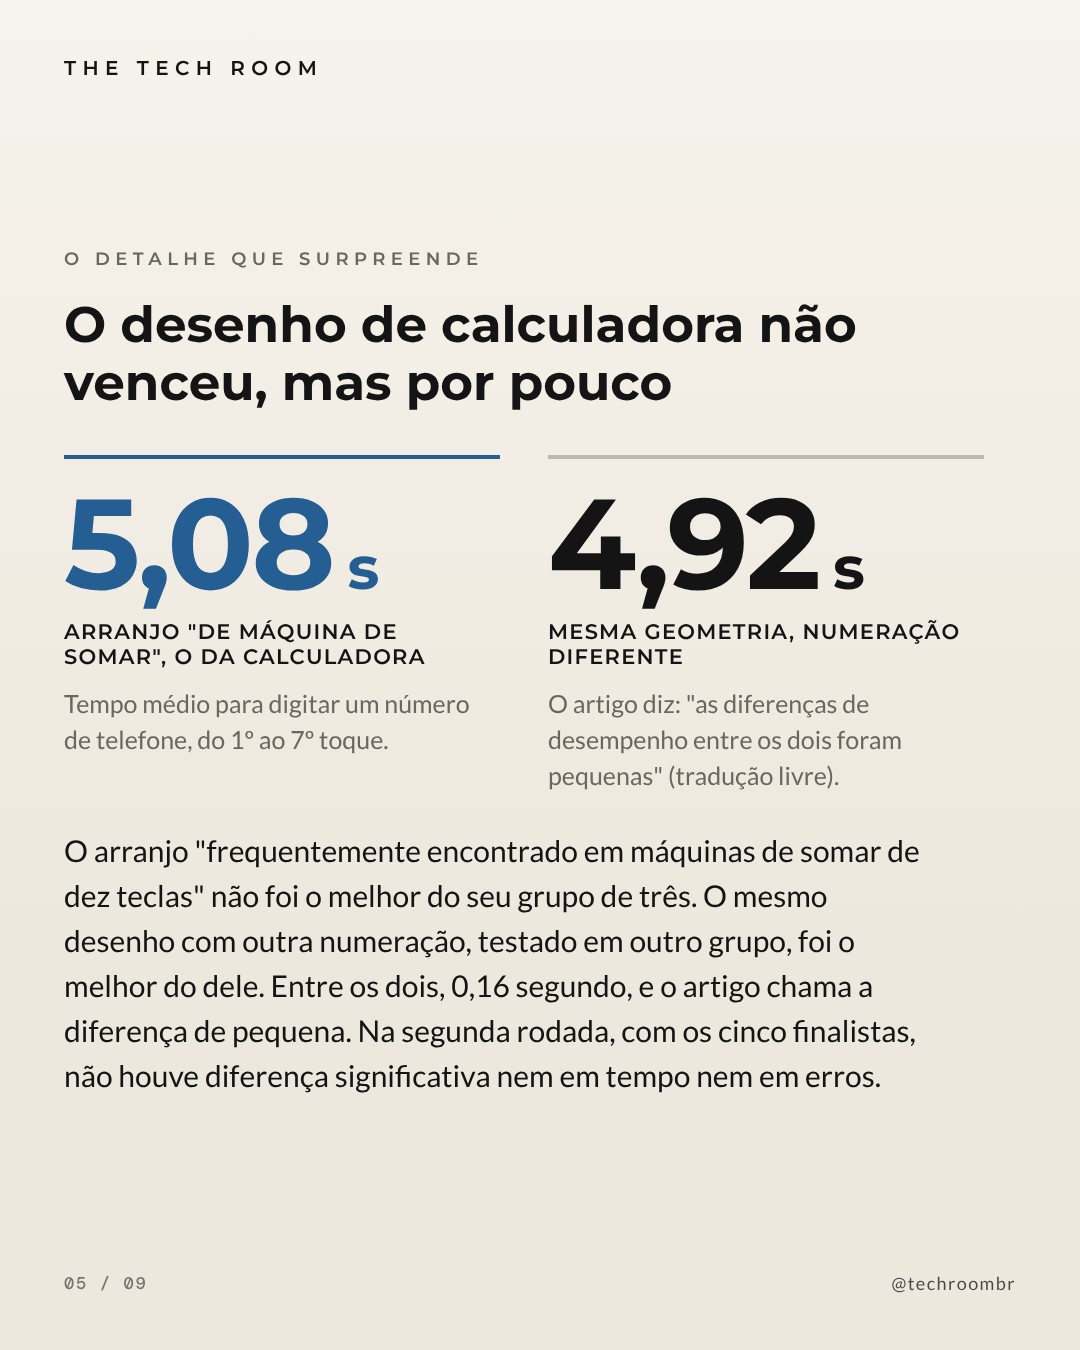 THE TECH ROOM
O DETALHE QUE SURPREENDE
O desenho de calculadora não
venceu, mas por pouco
5,08 s
ARRANJO "DE MÁQUINA DE
SOMAR", O DA CALCULADORA
Tempo médio para digitar um número
de telefone, do 1º ao 7º toque.
4,92 s
MESMA GEOMETRIA, NUMERAÇÃO
DIFERENTE
O artigo diz: "as diferenças de
desempenho entre os dois foram
pequenas" (tradução livre).
O arranjo "frequentemente encontrado em máquinas de somar de
dez teclas" não foi o melhor do seu grupo de três. O mesmo
desenho com outra numeração, testado em outro grupo, foi o
melhor do dele. Entre os dois, 0,16 segundo, e o artigo chama a
diferença de pequena. Na segunda rodada, com os cinco finalistas,
não houve diferença significativa nem em tempo nem em erros.
05 / 09
@techroombr